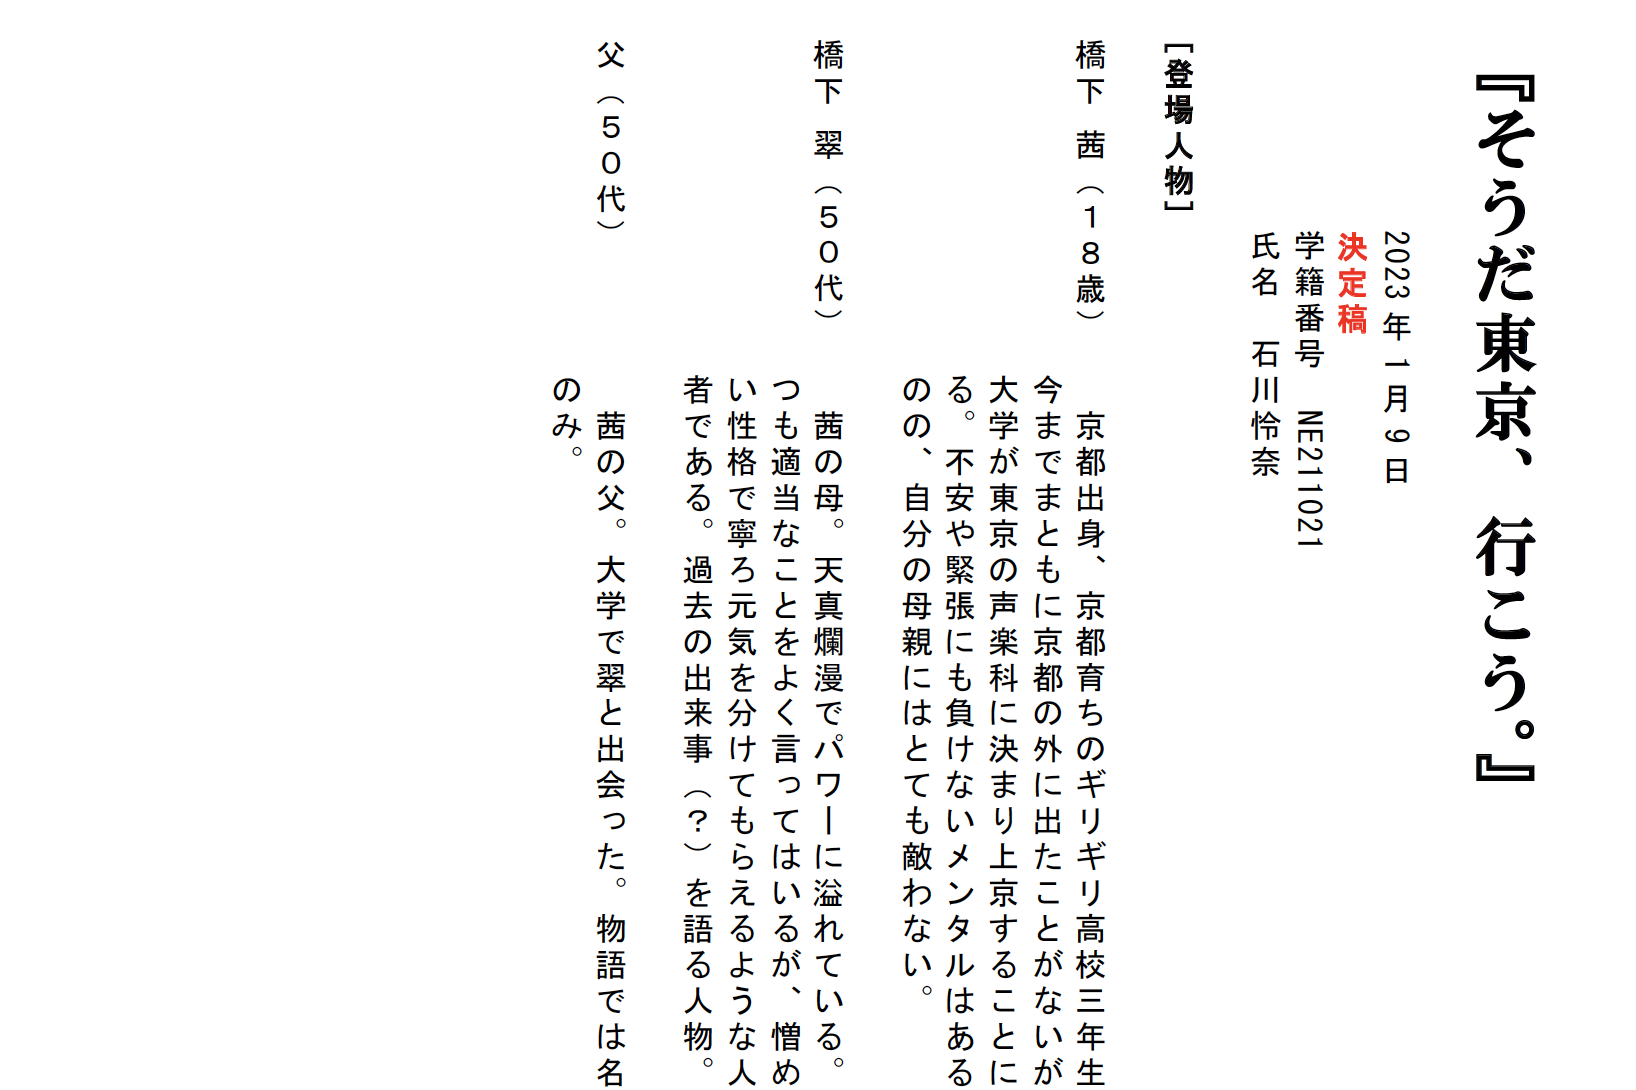 『そうだ東京、行こう。』
2023年1月9日
決定稿
学籍番号　NE211021
氏名　石川怜奈
［登場人物］
橋下 茜（１８歳）　京都出身、京都育ちのギリギリ高校三年生
今までまともに京都の外に出たことがないが
大学が東京の声楽科に決まり上京することに
る。不安や緊張にも負けないメンタルはある
のの、自分の母親にはとても敵わない。
橋下 翠（５０代）　茜の母。天真爛漫でパワーに溢れている。
つも適当なことをよく言ってはいるが、憎め
い性格で寧ろ元気を分けてもらえるような人
者である。過去の出来事（？）を語る人物。
父（５０代）　茜の父。大学で翠と出会った。物語では名
のみ。